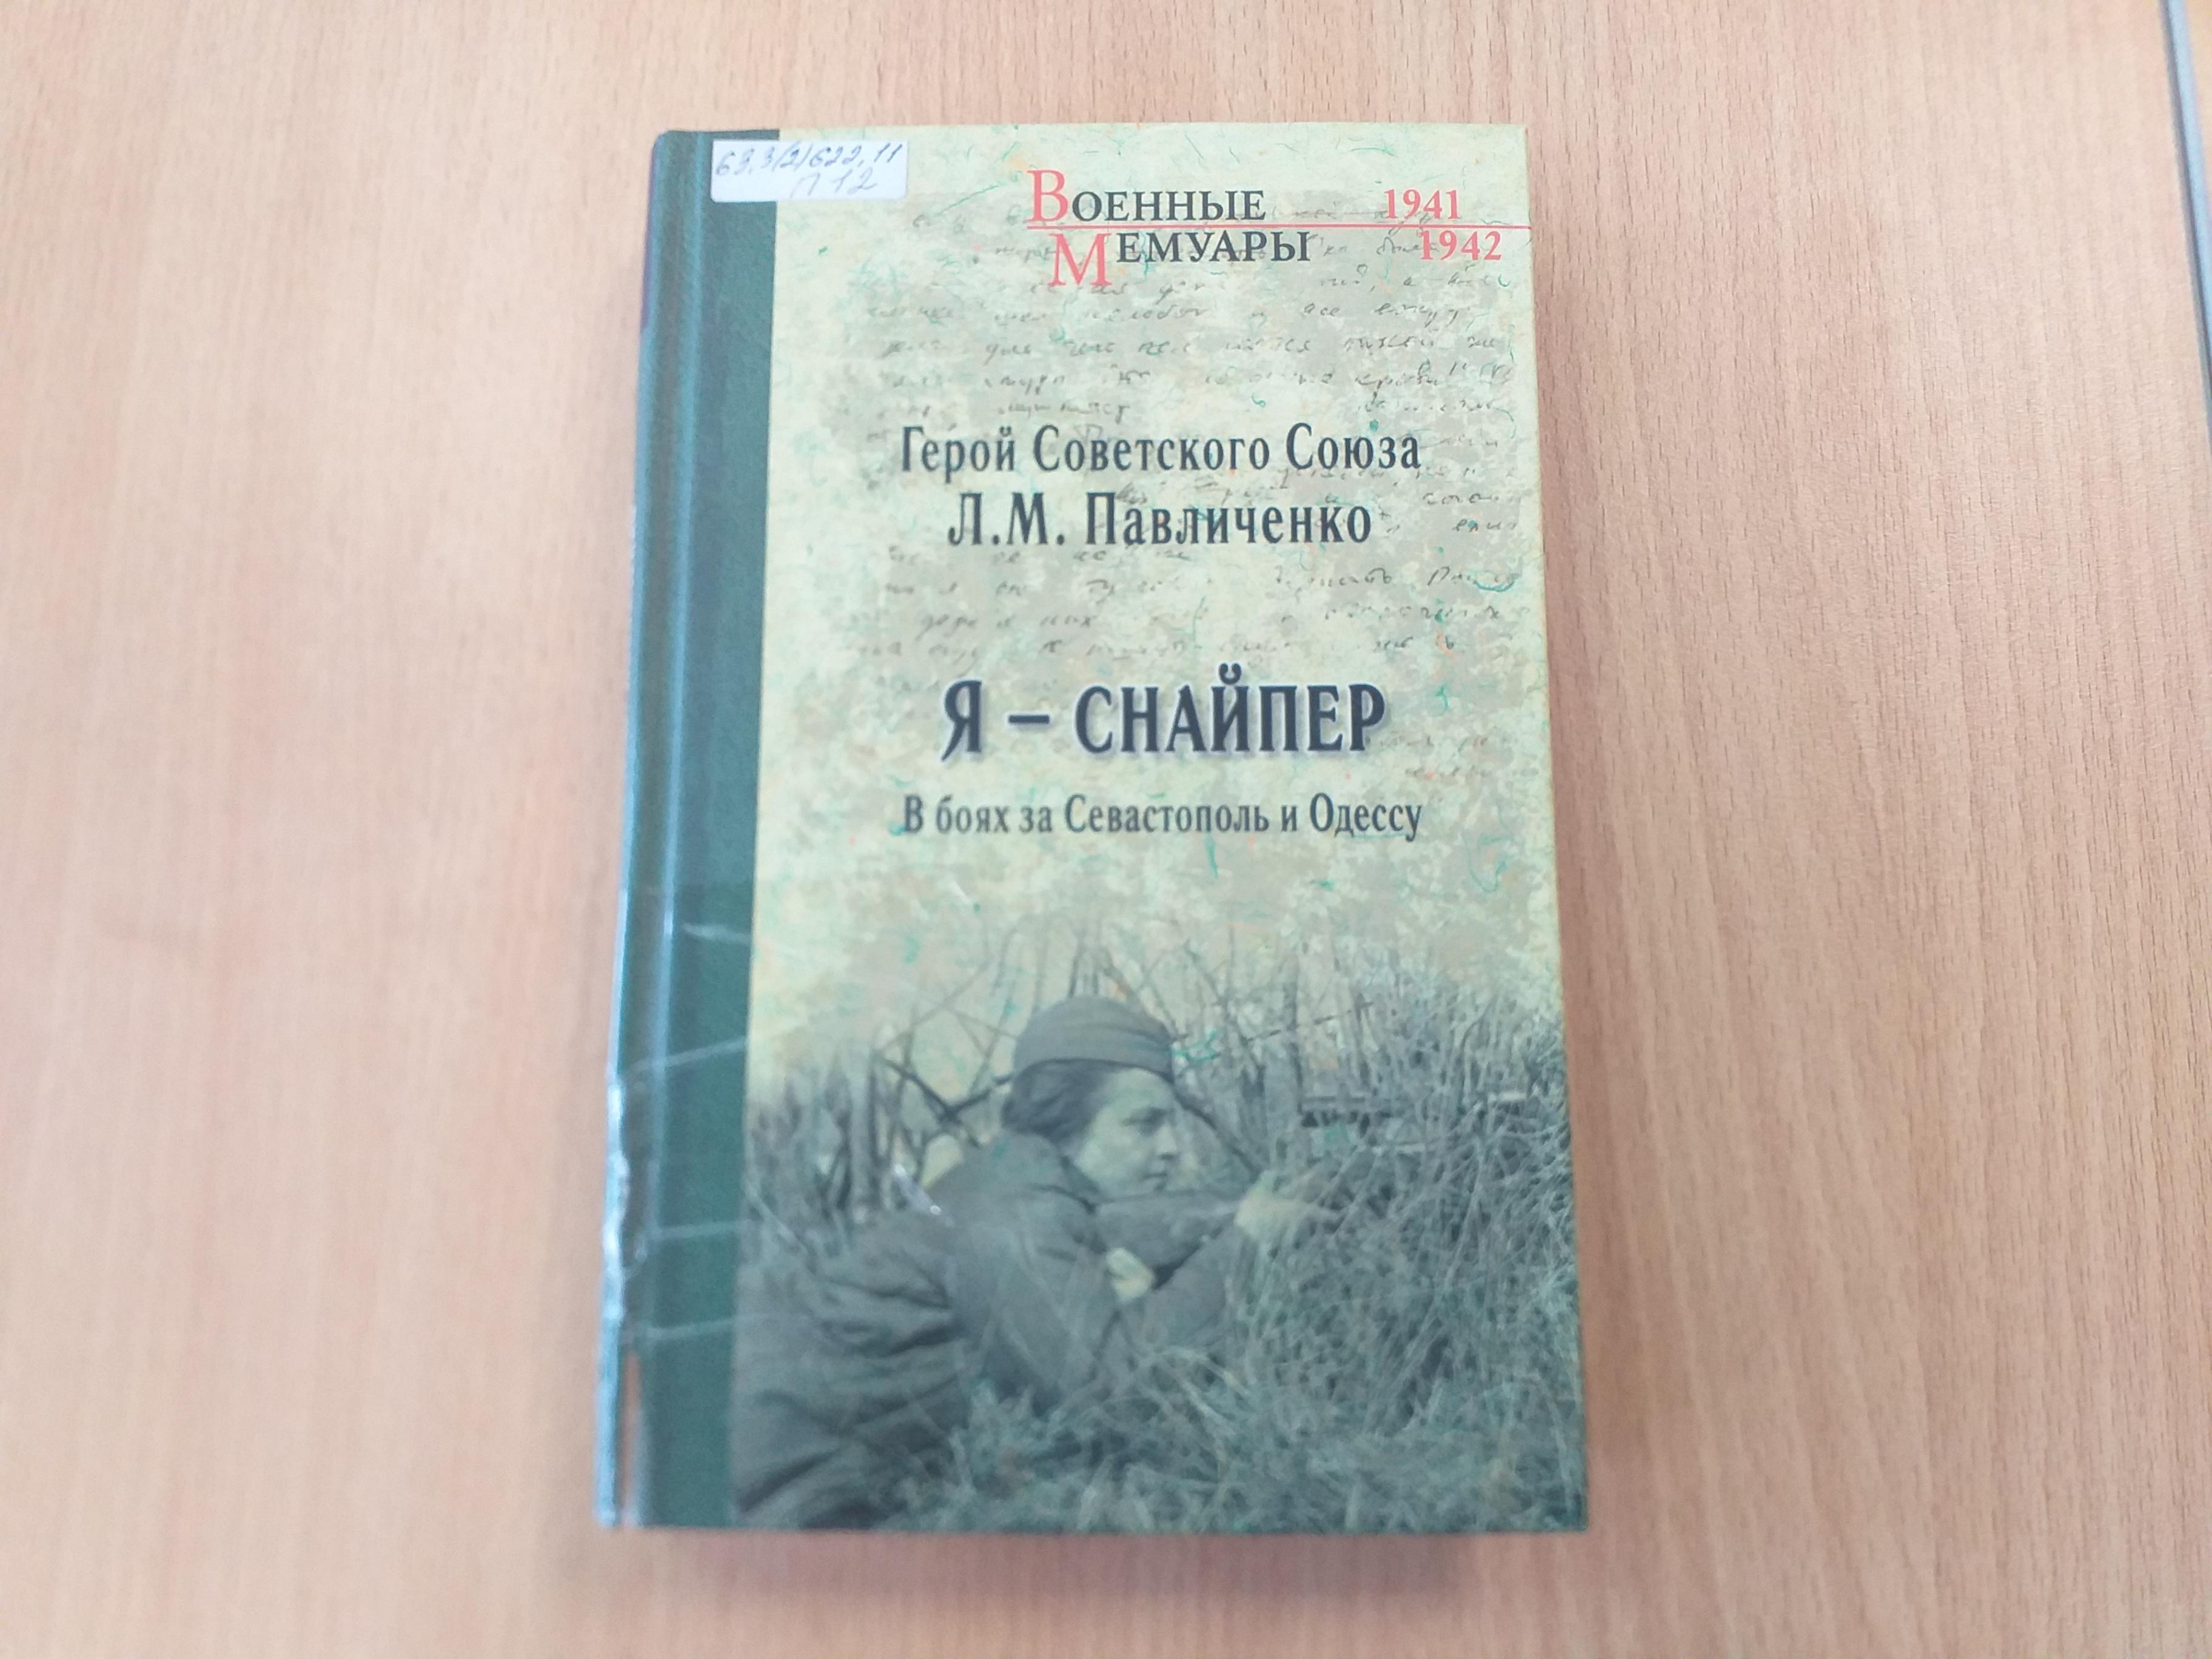 63.3(2)622,11
П12
Военные 1941
Мемуары 1942
Герой Советского Союза
Л.М. Павличенко
Я – СНАЙПЕР
В боях за Севастополь и Одессу